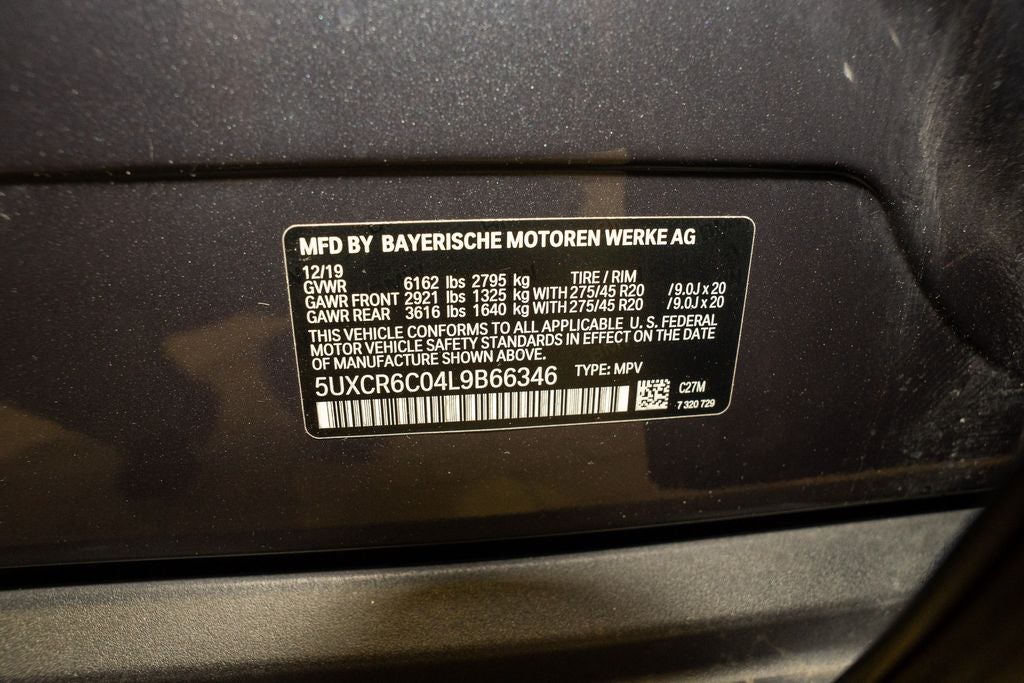 MFD BY BAYERISCHE MOTOREN WERKE AG
12/19
GVWR 6162 lbs 2795 kg TIRE / RIM
GAWR FRONT 2921 lbs 1325 kg WITH 275/45 R20 /9.0J x 20
GAWR REAR 3616 lbs 1640 kg WITH 275/45 R20 /9.0J x 20
THIS VEHICLE CONFORMS TO ALL APPLICABLE U. S. FEDERAL
MOTOR VEHICLE SAFETY STANDARDS IN EFFECT ON THE DATE
OF MANUFACTURE SHOWN ABOVE.
5UXCR6C04L9B66346 TYPE: MPV
C27M
7 320 729